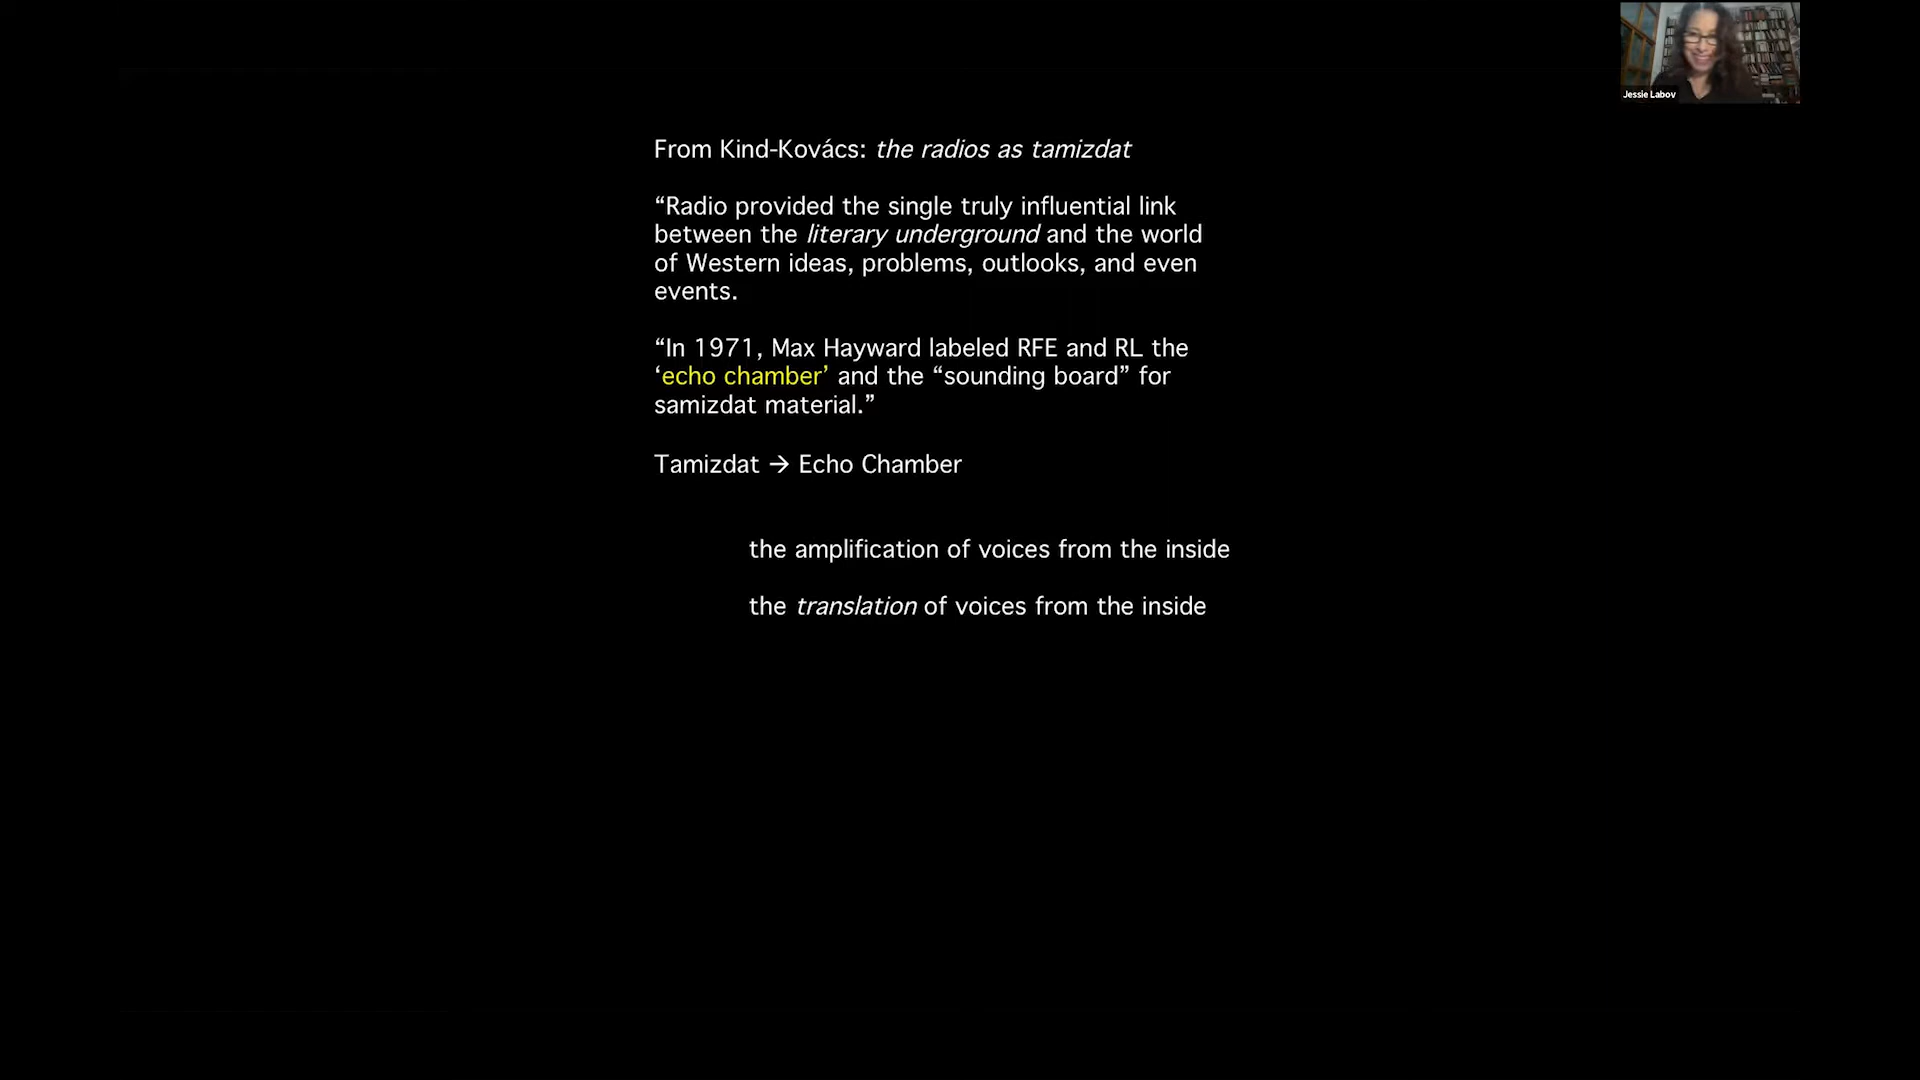 Jessie Labov
From Kind-Kovács: the radios as tamizdat
“Radio provided the single truly influential link
between the literary underground and the world
of Western ideas, problems, outlooks, and even
events.
“In 1971, Max Hayward labeled RFE and RL the
‘echo chamber’ and the “sounding board” for
samizdat material.”
Tamizdat → Echo Chamber
the amplification of voices from the inside
the translation of voices from the inside